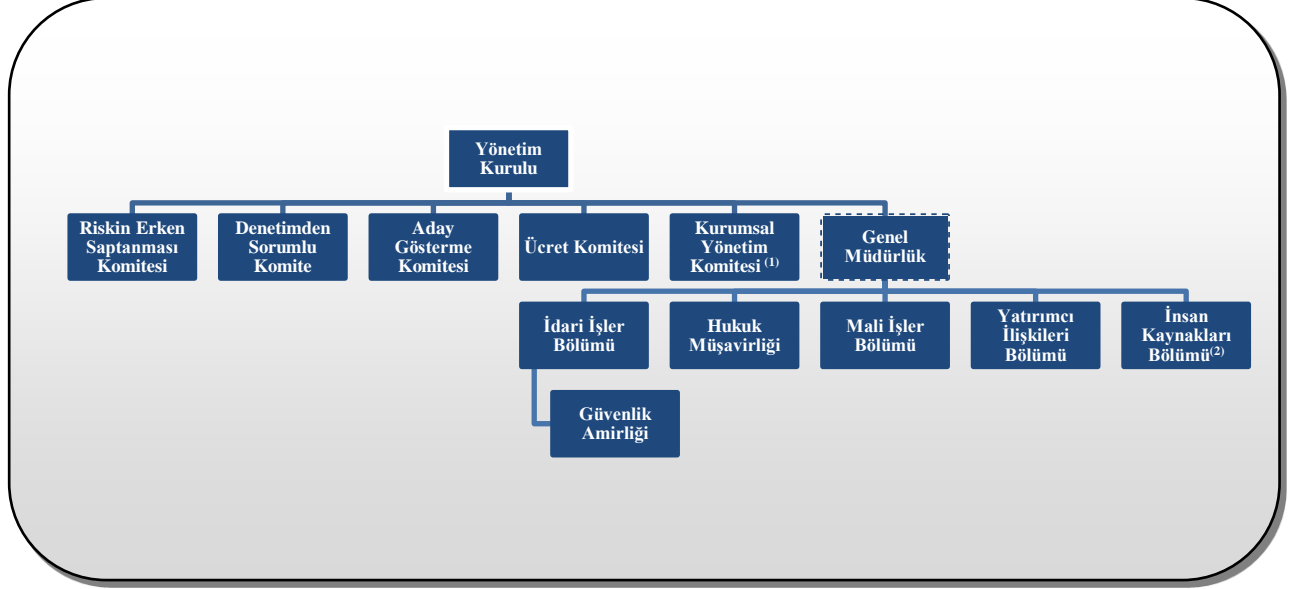 Yönetim
Kurulu
Riskin Erken
Saptanması
Komitesi
Denetimden
Sorumlu
Komite
Aday
Gösterme
Komitesi
Ücret Komitesi
Kurumsal
Yönetim
Komitesi (1)
Genel
Müdürlük
İdari İşler
Bölümü
Hukuk
Müşavirliği
Mali İşler
Bölümü
Yatırımcı
İlişkileri
Bölümü
İnsan
Kaynakları
Bölümü(2)
Güvenlik
Amirliği